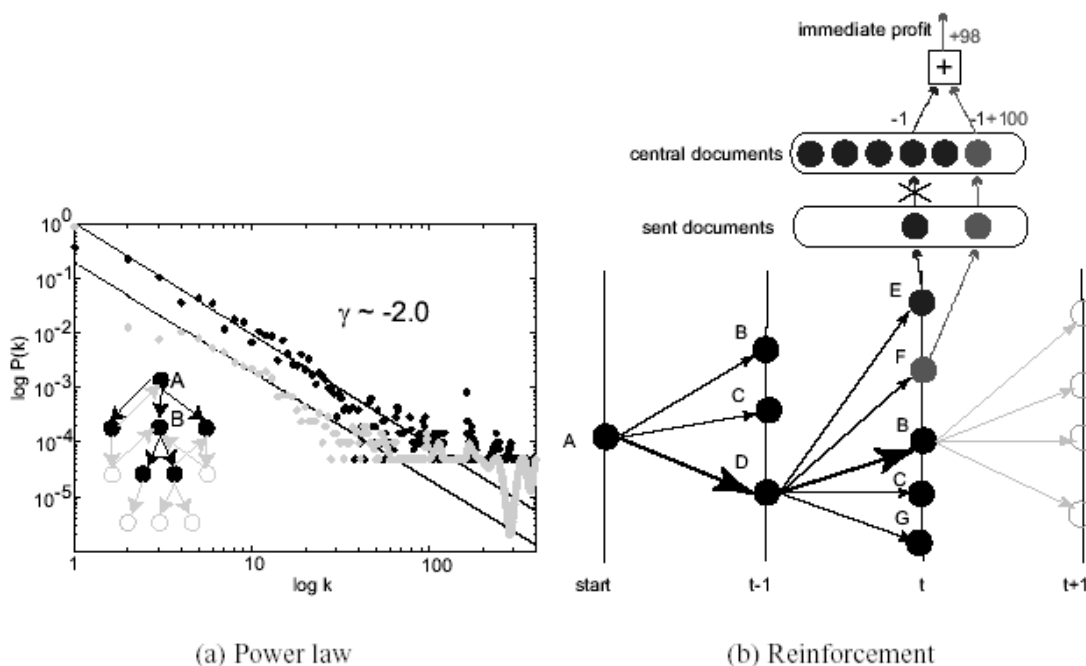 immediate profit
+98
+
-1
-1+100
central documents
sent documents
10^0
10^-1
10^-2
10^-3
10^-4
10^-5
log P(k)
γ ~ -2.0
A
B
1
10
100
log k
A
B
C
D
E
F
B
C
G
start
t-1
t
t+1
(a) Power law
(b) Reinforcement